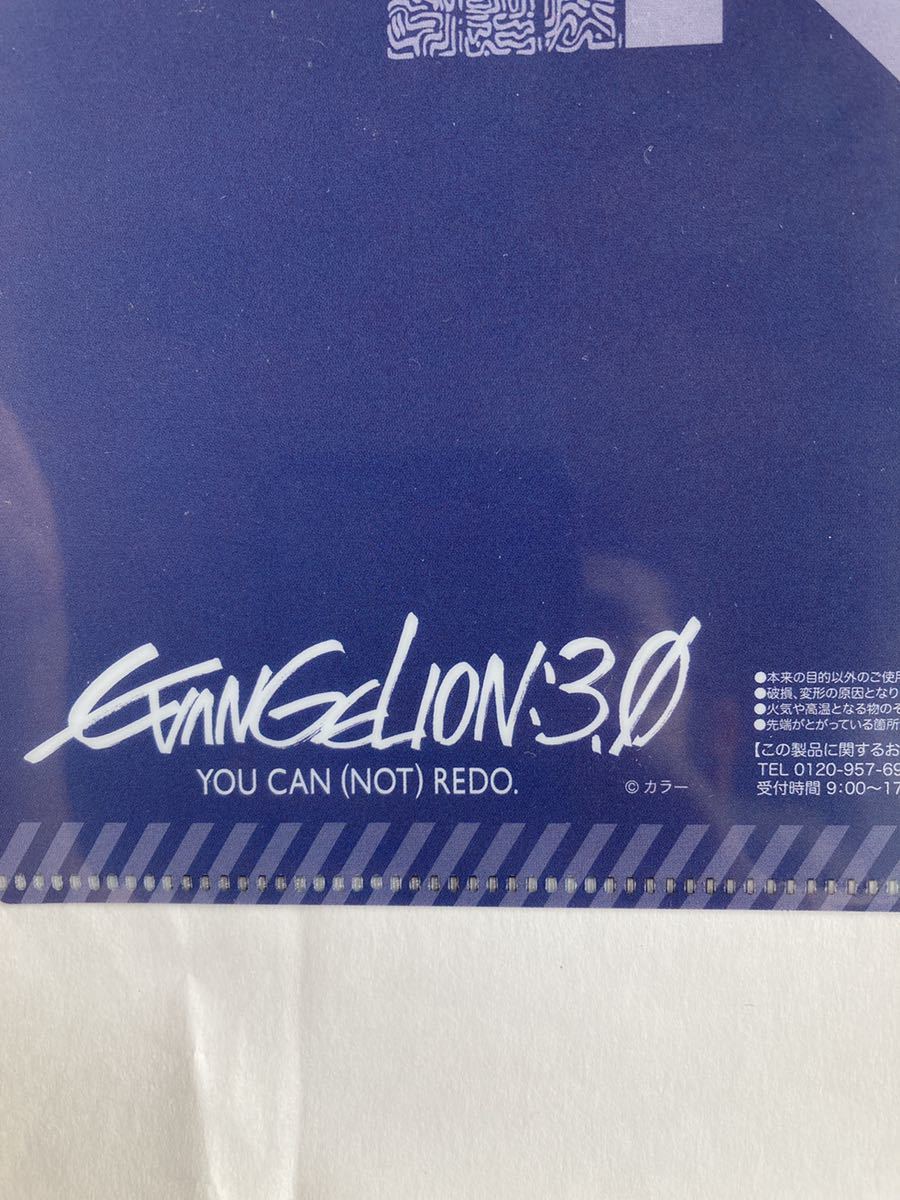 EVANGELION:3.0
YOU CAN (NOT) REDO.
©カラー
●本来の目的以外のご使用
●破損、変形の原因となり
●火気や高温となる物のそ
●先端がとがっている箇所
【この製品に関するお
TEL 0120-957-69
受付時間 9:00〜17